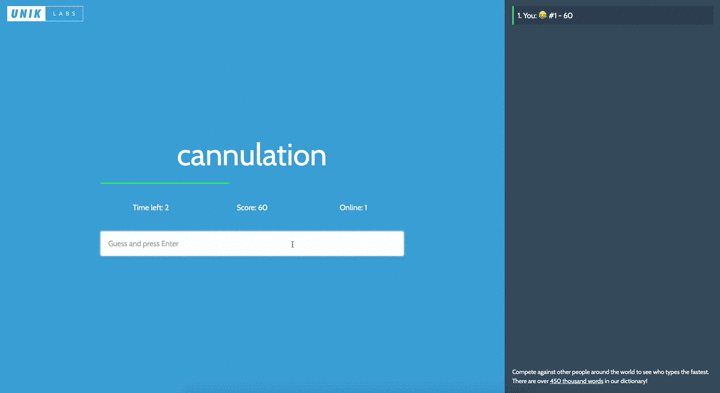 UNIK LABS
cannulation
Time left: 2 Score: 60 Online: 1
Guess and press Enter
1. You: 😂 #1 - 60
Compete against other people around the world to see who types the fastest.
There are over 450 thousand words in our dictionary!